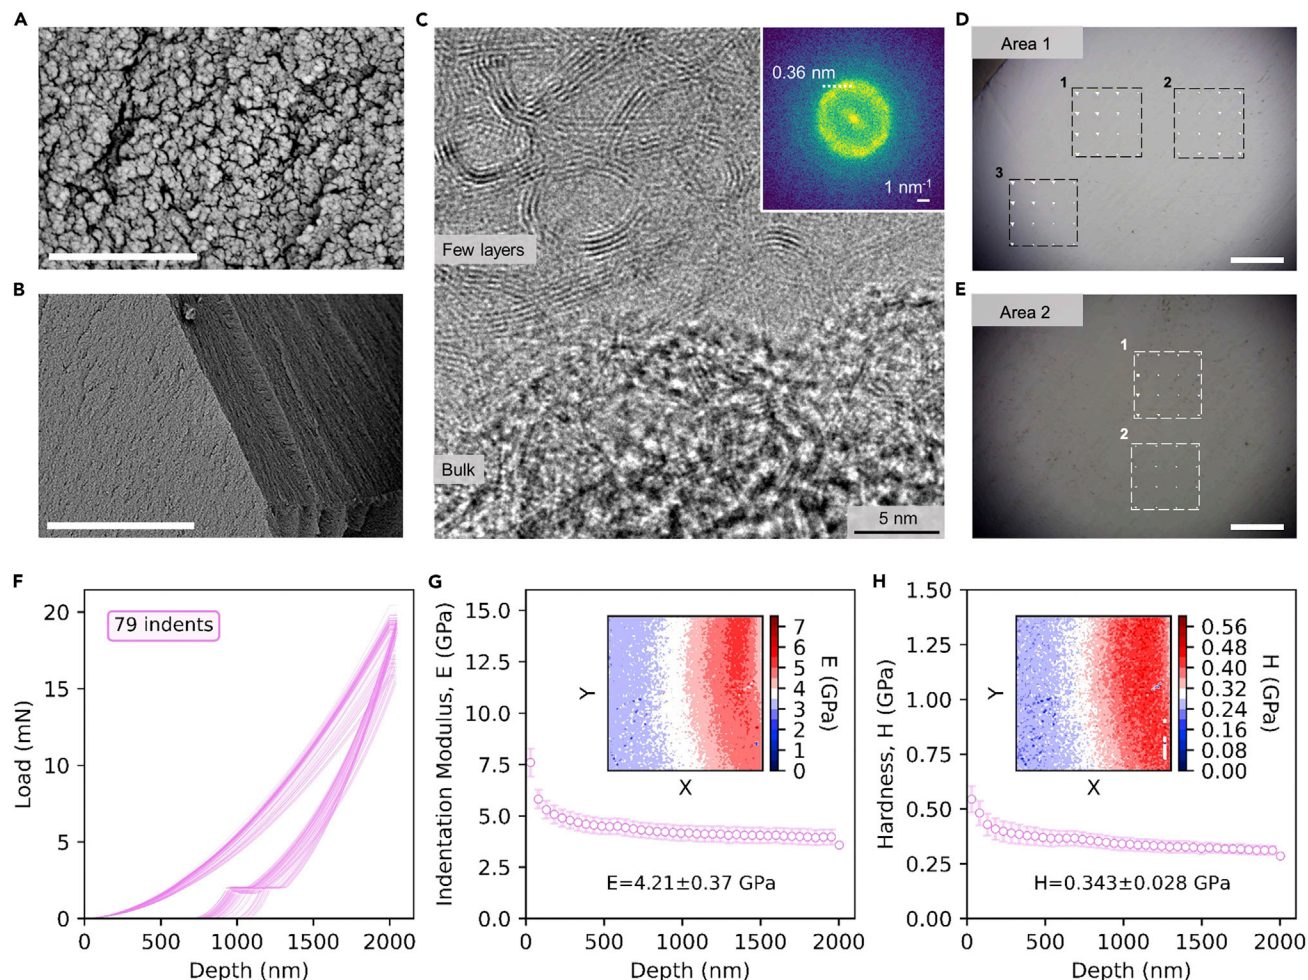 A
B
C
0.36 nm
1 nm-1
Few layers
Bulk
5 nm
D
Area 1
1
2
3
E
Area 2
1
2
F
79 indents
20
15
10
5
0
0
500
1000
1500
2000
Load (mN)
Depth (nm)
G
15.0
12.5
10.0
7.5
5.0
2.5
0.0
0
500
1000
1500
2000
Indentation Modulus, E (GPa)
Depth (nm)
Y
X
7
6
5
4
3
2
1
0
E (GPa)
E=4.21±0.37 GPa
H
1.50
1.25
1.00
0.75
0.50
0.25
0.00
0
500
1000
1500
2000
Hardness, H (GPa)
Depth (nm)
Y
X
0.56
0.48
0.40
0.32
0.24
0.16
0.08
0.00
H (GPa)
H=0.343±0.028 GPa